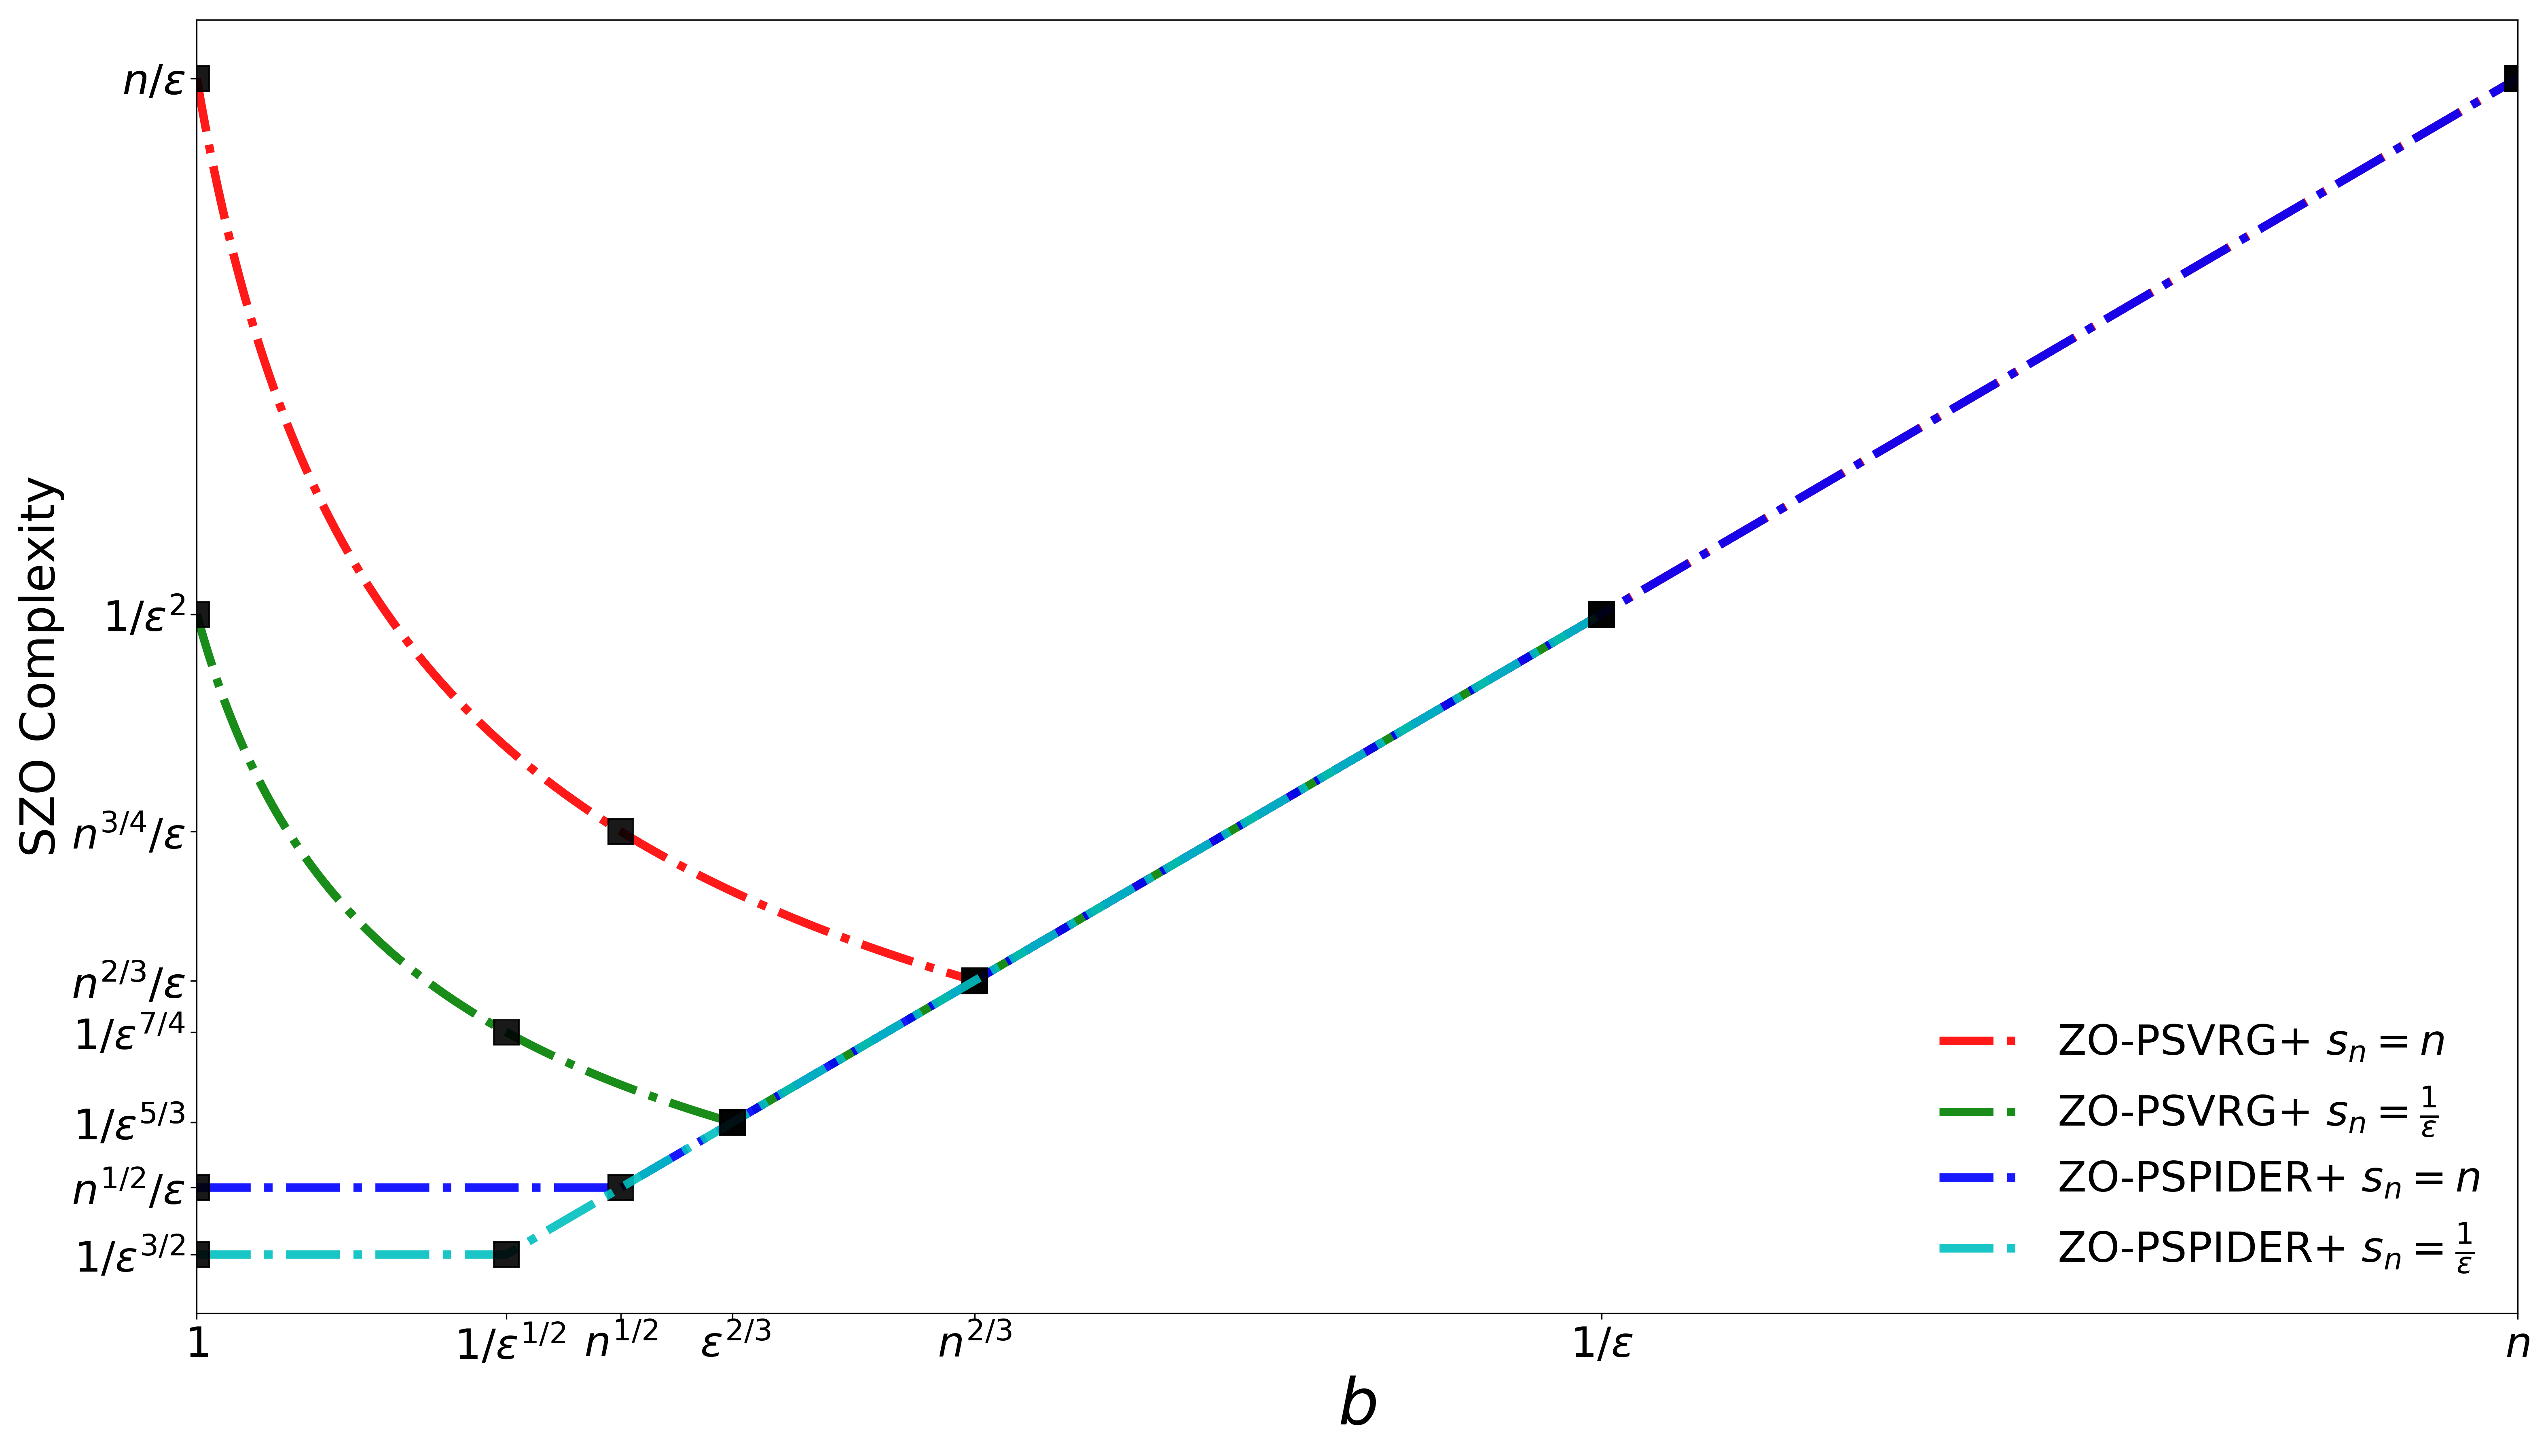 SZO Complexity
n/ε
1/ε²
n^{3/4}/ε
n^{2/3}/ε
1/ε^{7/4}
1/ε^{5/3}
n^{1/2}/ε
1/ε^{3/2}
ZO-PSVRG+ s_n = n
ZO-PSVRG+ s_n = \frac{1}{ε}
ZO-PSPIDER+ s_n = n
ZO-PSPIDER+ s_n = \frac{1}{ε}
1 1/ε^{1/2} n^{1/2} ε^{2/3} n^{2/3} 1/ε n
b